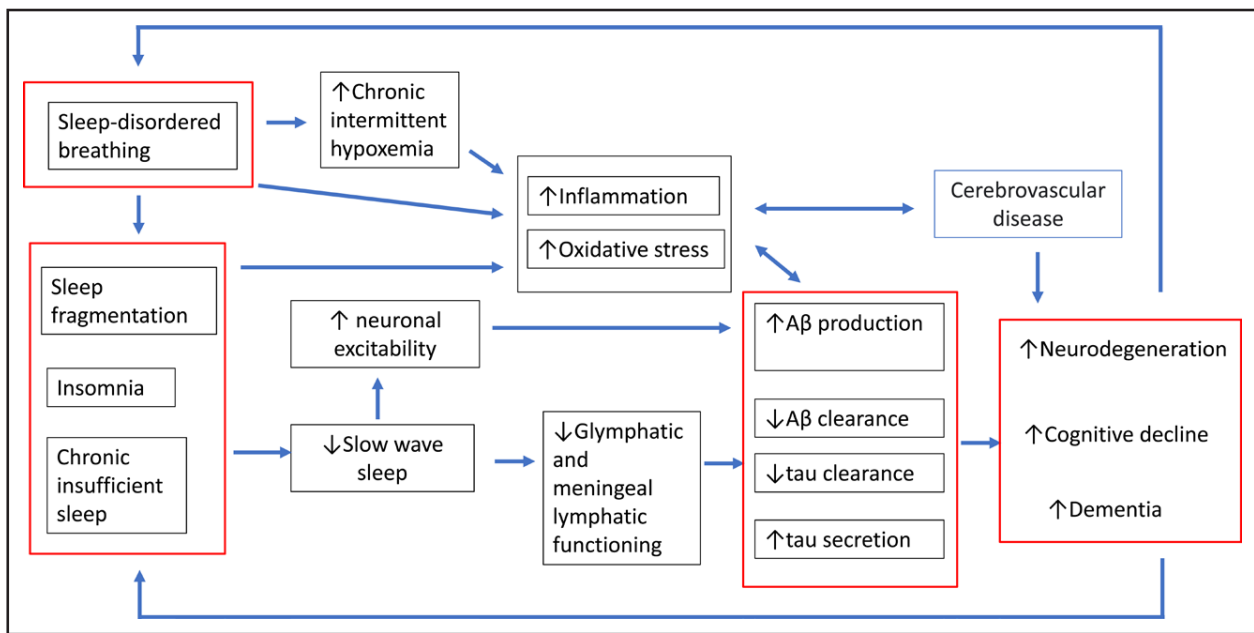 Sleep-disordered
breathing
↑Chronic
intermittent
hypoxemia
↑Inflammation
↑Oxidative stress
Cerebrovascular
disease
Sleep
fragmentation
Insomnia
Chronic
insufficient
sleep
↑ neuronal
excitability
↓Slow wave
sleep
↓Glymphatic
and
meningeal
lymphatic
functioning
↑Aβ production
↓Aβ clearance
↓tau clearance
↑tau secretion
↑Neurodegeneration
↑Cognitive decline
↑Dementia